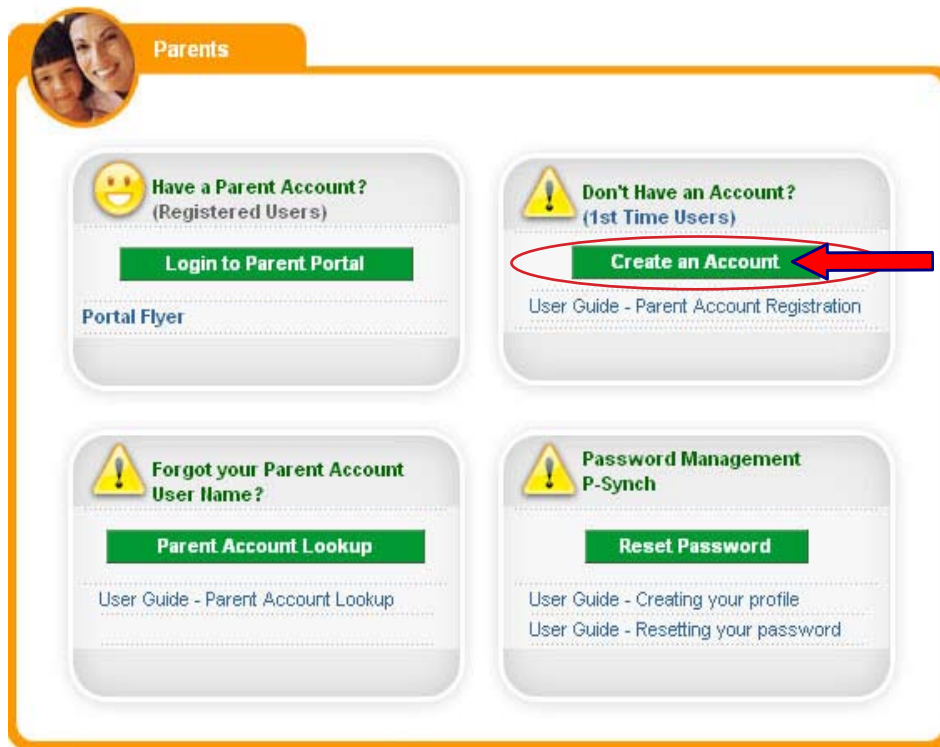 Parents
Have a Parent Account?
(Registered Users)
Login to Parent Portal
Portal Flyer
Don't Have an Account?
(1st Time Users)
Create an Account
User Guide - Parent Account Registration
Forgot your Parent Account
User Name?
Parent Account Lookup
User Guide - Parent Account Lookup
Password Management
P-Synch
Reset Password
User Guide - Creating your profile
User Guide - Resetting your password